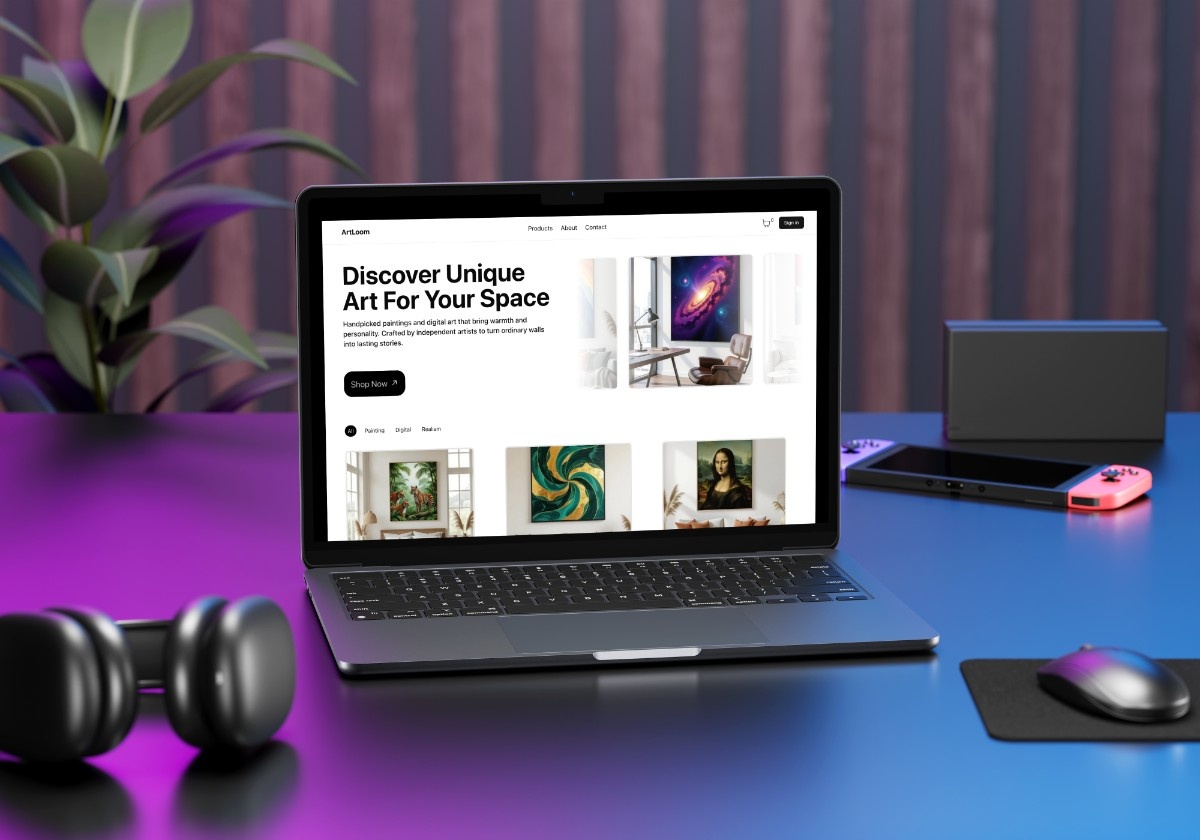 ArtLoom
Products About Contact
0
Sign in
Discover Unique
Art For Your Space
Handpicked paintings and digital art that bring warmth and
personality. Crafted by independent artists to turn ordinary walls
into lasting stories.
Shop Now
All Painting Digital Realism